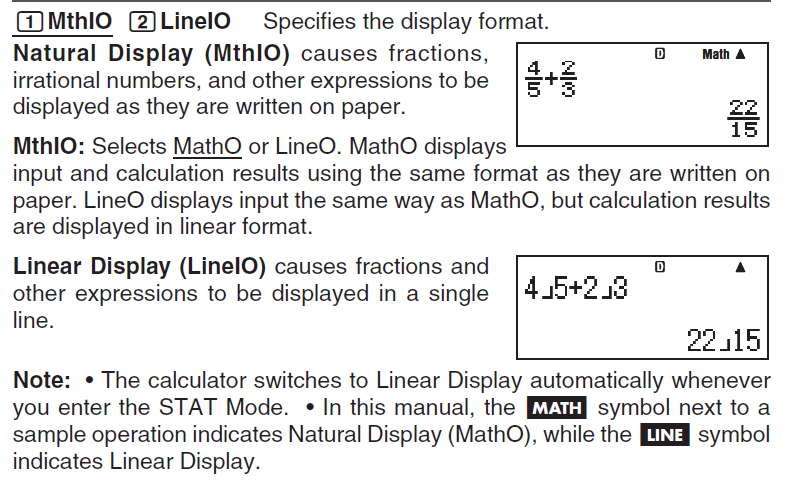 1 MthIO 2 LineIO Specifies the display format.
Natural Display (MthIO) causes fractions,
irrational numbers, and other expressions to be
displayed as they are written on paper.
D Math ▲
4/5+2/3
22/15
MthIO: Selects MathO or LineO. MathO displays
input and calculation results using the same format as they are written on
paper. LineO displays input the same way as MathO, but calculation results
are displayed in linear format.
Linear Display (LineIO) causes fractions and
other expressions to be displayed in a single
line.
D ▲
4⌟5+2⌟3
22⌟15
Note: • The calculator switches to Linear Display automatically whenever
you enter the STAT Mode. • In this manual, the MATH symbol next to a
sample operation indicates Natural Display (MathO), while the LINE symbol
indicates Linear Display.